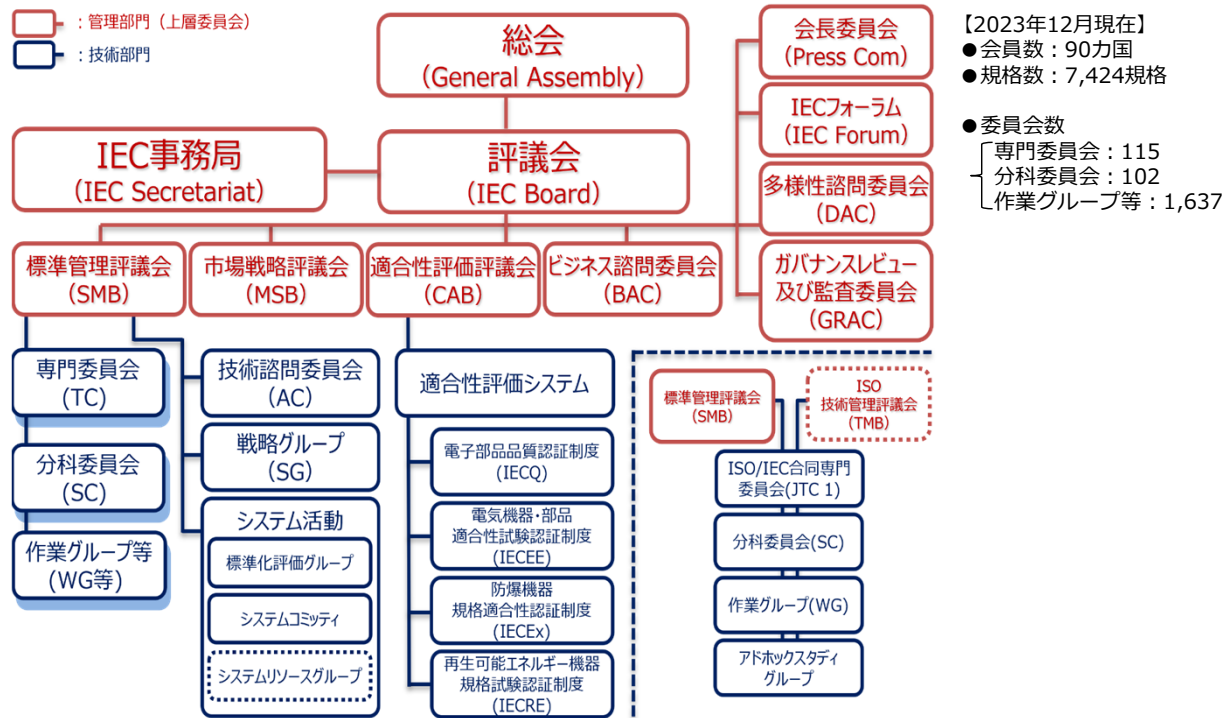 ：管理部門（上層委員会）
：技術部門
総会
（General Assembly）
IEC事務局
（IEC Secretariat）
評議会
（IEC Board）
会長委員会
（Press Com）
IECフォーラム
（IEC Forum）
多様性諮問委員会
（DAC）
ガバナンスレビュー
及び監査委員会
（GRAC）
【2023年12月現在】
●会員数：90カ国
●規格数：7,424規格
●委員会数
専門委員会：115
分科委員会：102
作業グループ等：1,637
標準管理評議会
（SMB）
市場戦略評議会
（MSB）
適合性評価評議会
（CAB）
ビジネス諮問委員会
（BAC）
専門委員会
（TC）
分科委員会
（SC）
作業グループ等
（WG等）
技術諮問委員会
（AC）
戦略グループ
（SG）
システム活動
標準化評価グループ
システムコミッティ
システムリソースグループ
適合性評価システム
電子部品品質認証制度
（IECQ）
電気機器・部品
適合性試験認証制度
（IECEE）
防爆機器
規格適合性認証制度
（IECEx）
再生可能エネルギー機器
規格試験認証制度
（IECRE）
標準管理評議会
（SMB）
ISO
技術管理評議会
（TMB）
ISO/IEC合同専門
委員会(JTC 1)
分科委員会(SC)
作業グループ(WG)
アドホックスタディ
グループ